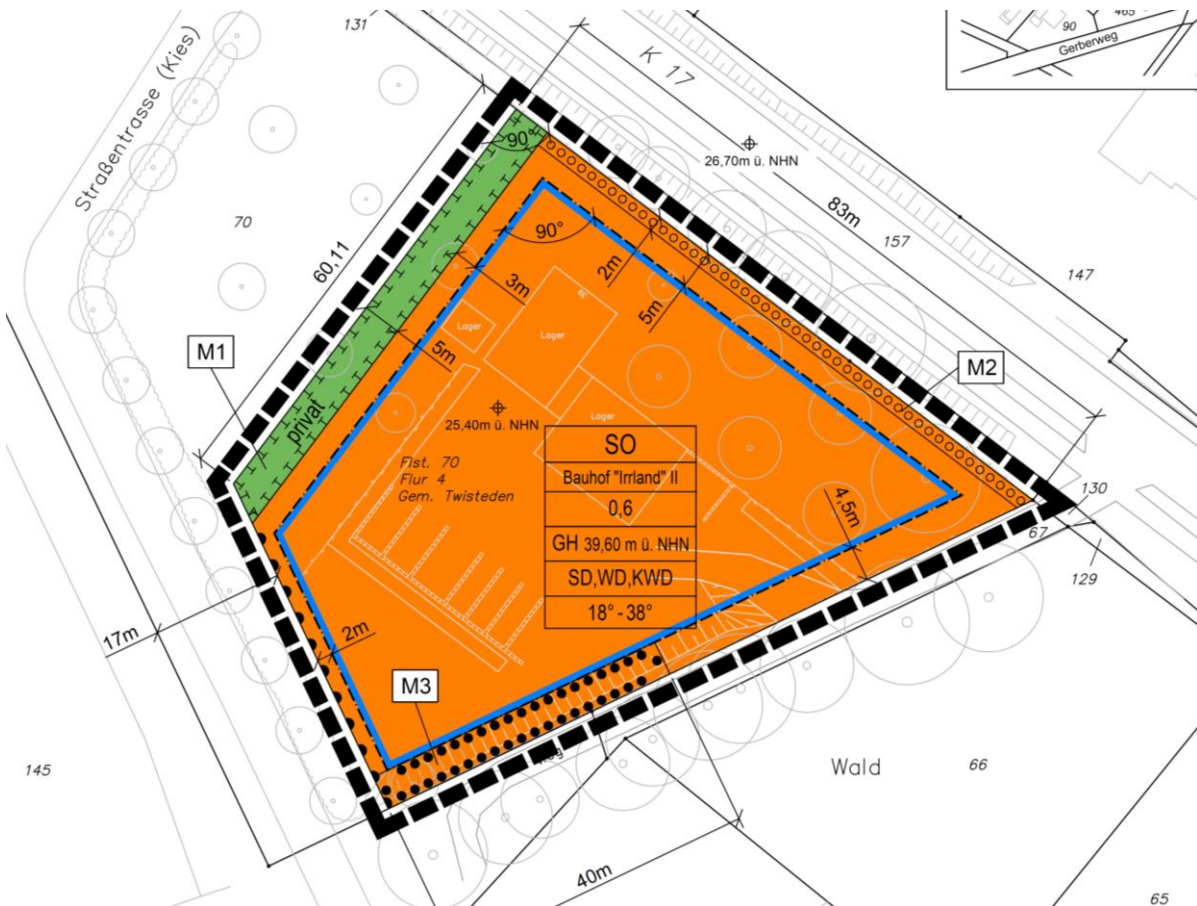 131
Straßentrasse (Kies)
K 17
90
465
Gerberweg
26,70m ü. NHN
90°
83m
157
147
70
60,11
90°
2m
3m
5m
Lager
Lager
M1
5m
M2
privat
Lager
25,40m ü. NHN
Flst. 70
Flur 4
Gem. Twisteden
SO
Bauhof "Irrland" II
0,6
GH 39,60 m ü. NHN
SD,WD,KWD
18° - 38°
4,5m
130
67
129
17m
2m
M3
145
Wald
66
40m
65